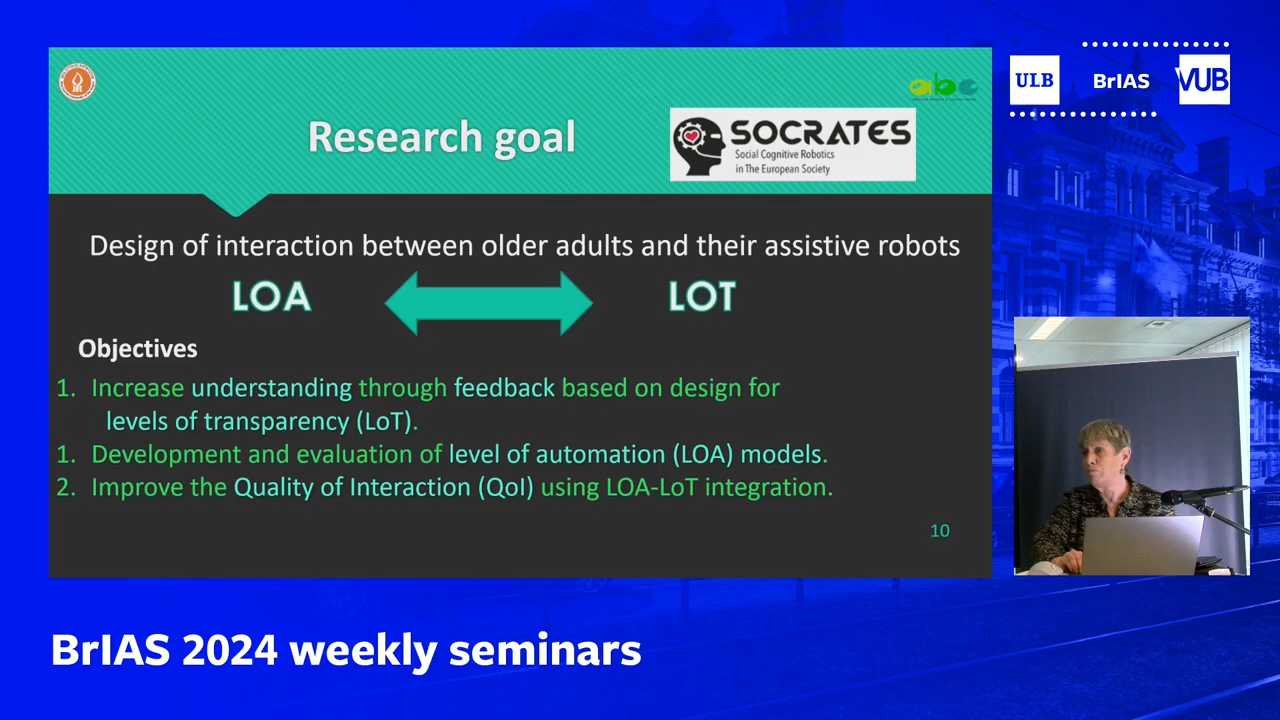 ULB
BrIAS
VUB
abc
Research goal
SOCRATES
Social Cognitive Robotics
in The European Society
Design of interaction between older adults and their assistive robots
LOA
LOT
Objectives
1. Increase understanding through feedback based on design for
levels of transparency (LoT).
1. Development and evaluation of level of automation (LOA) models.
2. Improve the Quality of Interaction (QoI) using LOA-LoT integration.
10
BrIAS 2024 weekly seminars